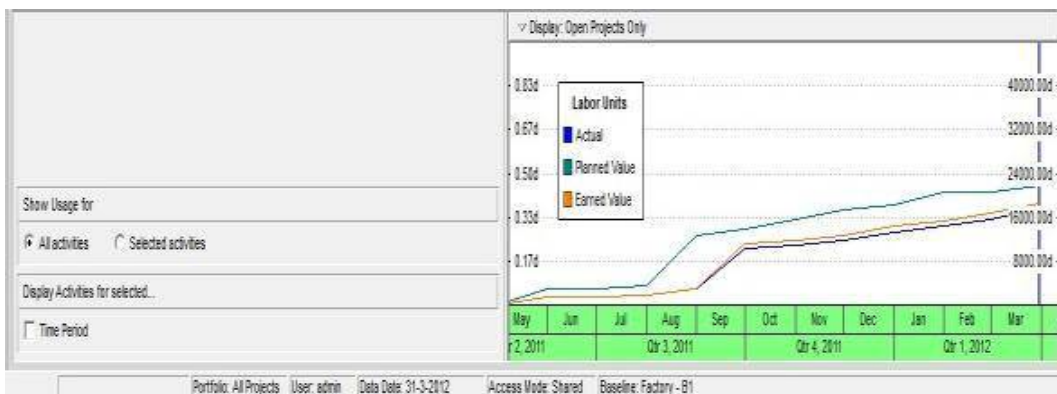 ▽ Display: Open Projects Only
0.83d
0.67d
0.50d
0.33d
0.17d
Labor Units
Actual
Planned Value
Earned Value
40000.00d
32000.00d
24000.00d
16000.00d
8000.00d
Show Usage for
All activities Selected activities
Display Activities for selected...
Time Period
May Jun Jul Aug Sep Oct Nov Dec Jan Feb Mar
r 2, 2011 Qtr 3, 2011 Qtr 4, 2011 Qtr 1, 2012
Portfolio: All Projects User: admin Data Date: 31-3-2012 Access Mode: Shared Baseline: Factory - B1